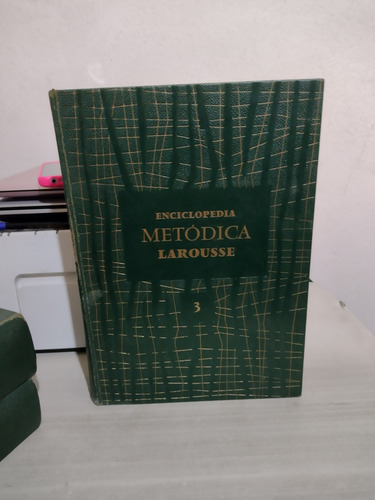 ENCICLOPEDIA
METÓDICA
LAROUSSE
3